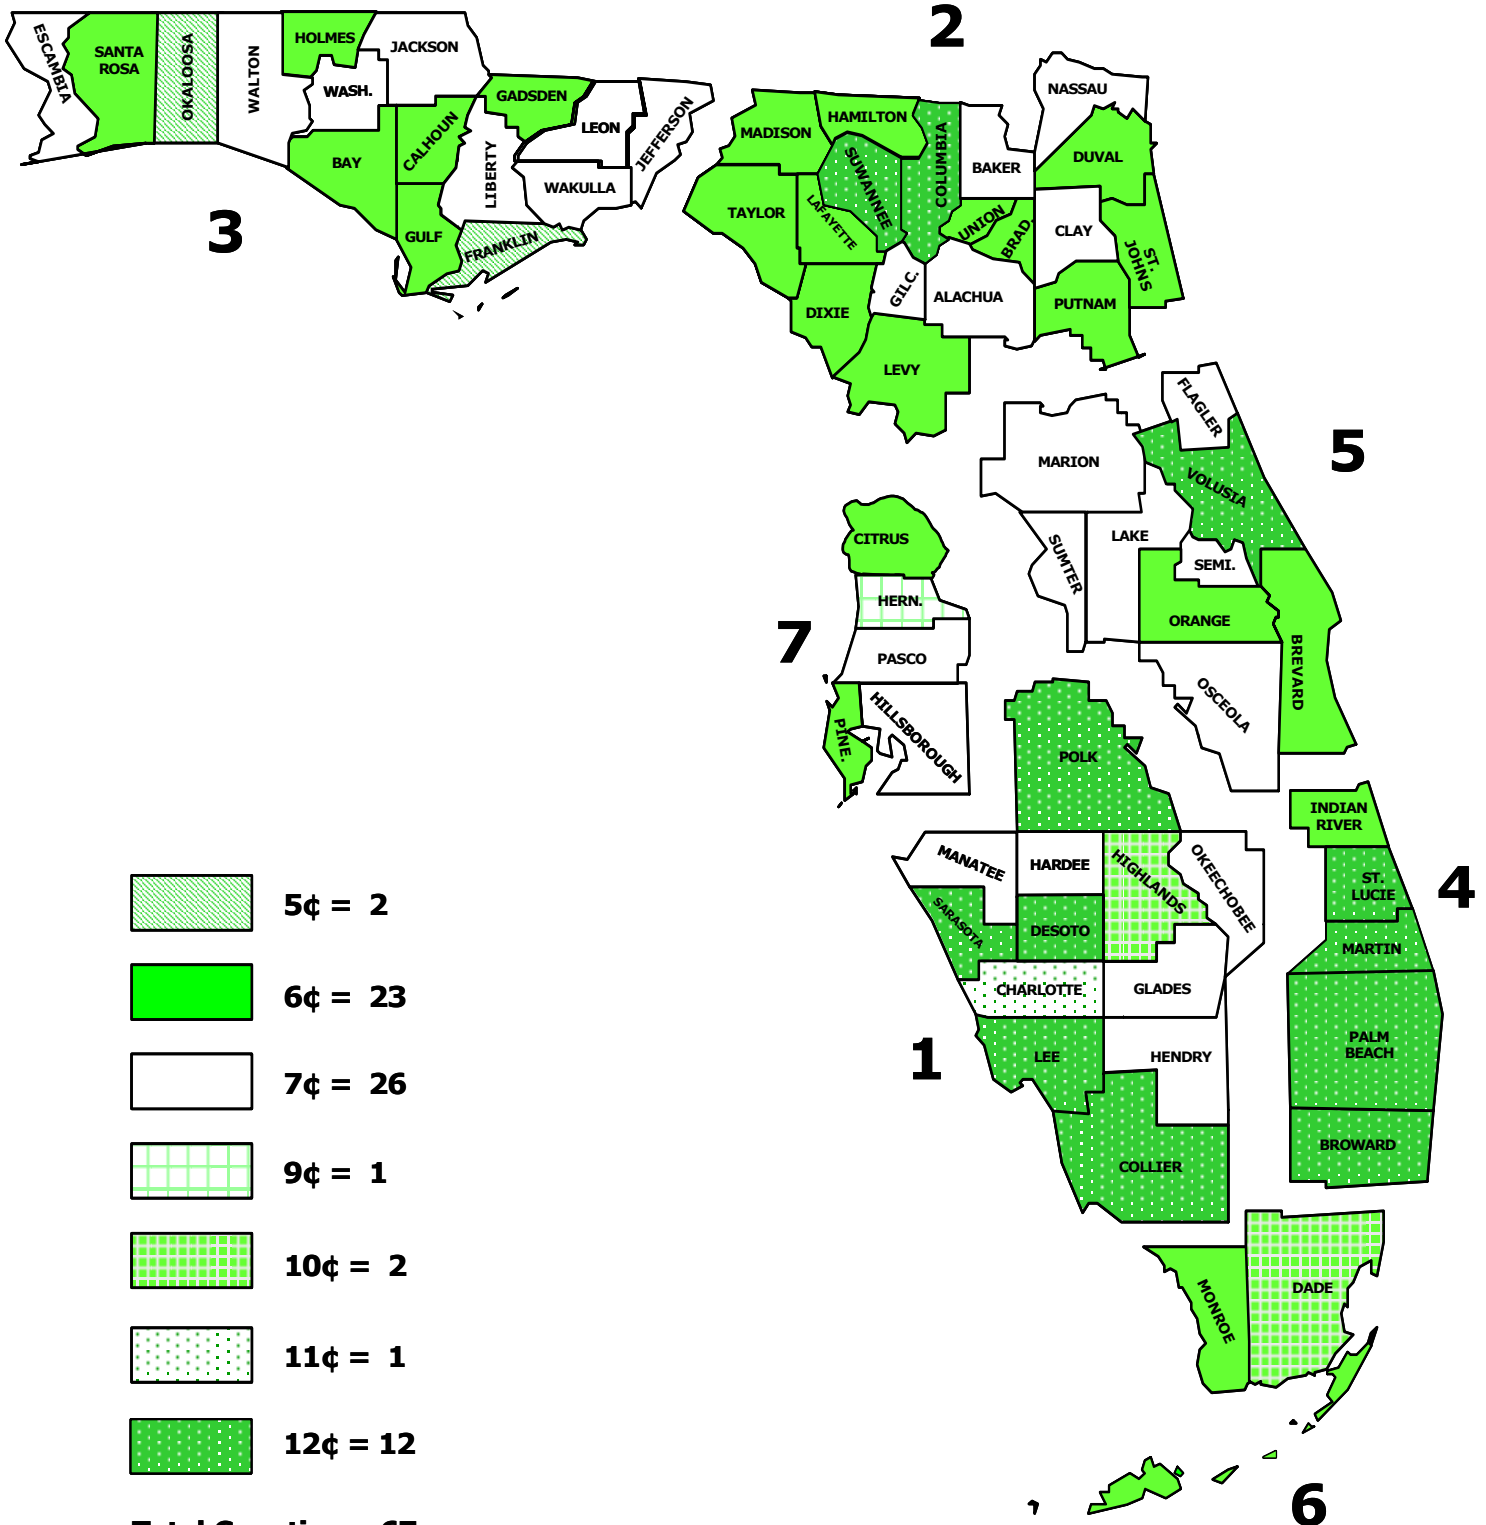 2
ESCAMBIA
SANTA
ROSA
OKALOOSA
WALTON
HOLMES
WASH.
JACKSON
BAY
CALHOUN
GULF
GADSDEN
LIBERTY
LEON
WAKULLA
JEFFERSON
FRANKLIN
3
NASSAU
MADISON
HAMILTON
SUWANNEE
COLUMBIA
BAKER
DUVAL
TAYLOR
LAFAYETTE
UNION
BRAD.
CLAY
ST.
JOHNS
DIXIE
GILC.
ALACHUA
PUTNAM
LEVY
FLAGLER
5
MARION
VOLUSIA
SUMTER
LAKE
SEMI.
ORANGE
BREVARD
OSCEOLA
CITRUS
HERN.
7
PASCO
PINE.
HILLSBOROUGH
POLK
INDIAN
RIVER
MANATEE
HARDEE
HIGHLANDS
OKEECHOBEE
ST.
LUCIE
4
SARASOTA
DESOTO
MARTIN
CHARLOTTE
GLADES
1
LEE
HENDRY
PALM
BEACH
COLLIER
BROWARD
MONROE
DADE
6
5¢ = 2
6¢ = 23
7¢ = 26
9¢ = 1
10¢ = 2
11¢ = 1
12¢ = 12